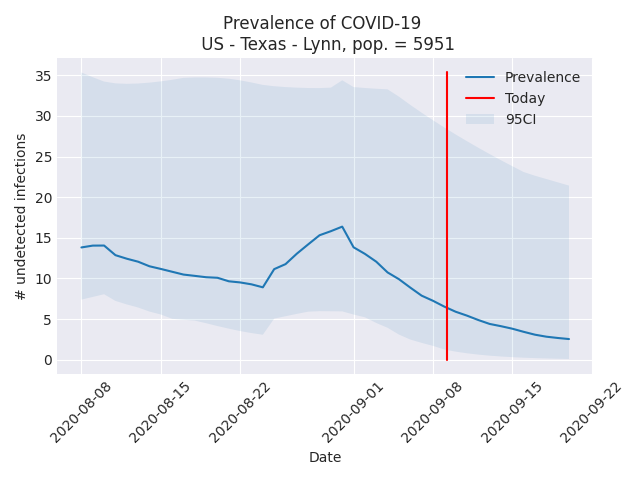 Prevalence of COVID-19
US - Texas - Lynn, pop. = 5951
Prevalence
Today
95CI
# undetected infections
35
30
25
20
15
10
5
0
2020-08-08
2020-08-15
2020-08-22
2020-09-01
2020-09-08
2020-09-15
2020-09-22
Date